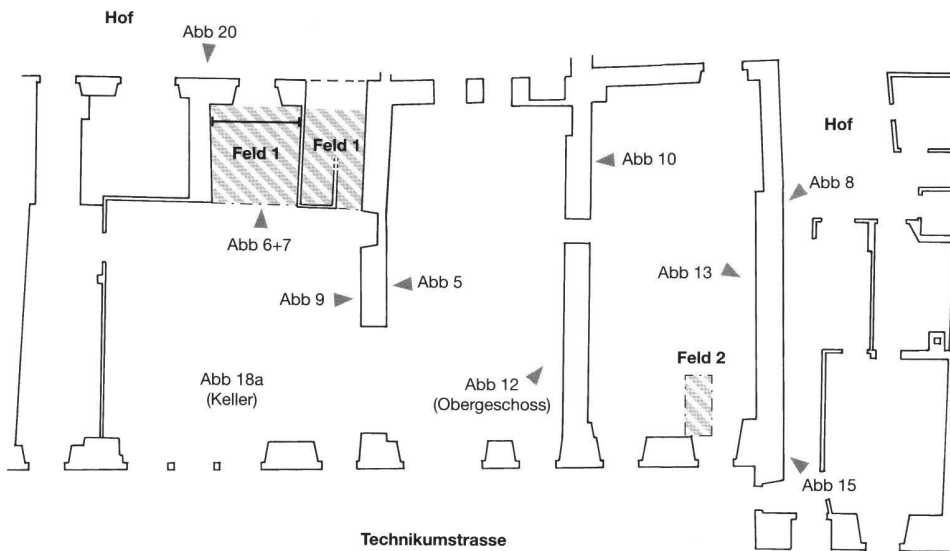 Hof
Abb 20
Feld 1
Feld 1
Abb 10
Hof
Abb 8
Abb 6+7
Abb 9
Abb 5
Abb 13
Feld 2
Abb 18a
(Keller)
Abb 12
(Obergeschoss)
Abb 15
Technikumstrasse